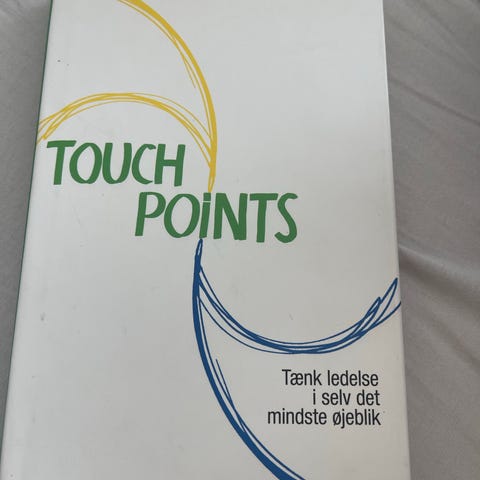 TOUCH
POiNTS
Tænk ledelse
i selv det
mindste øjeblik